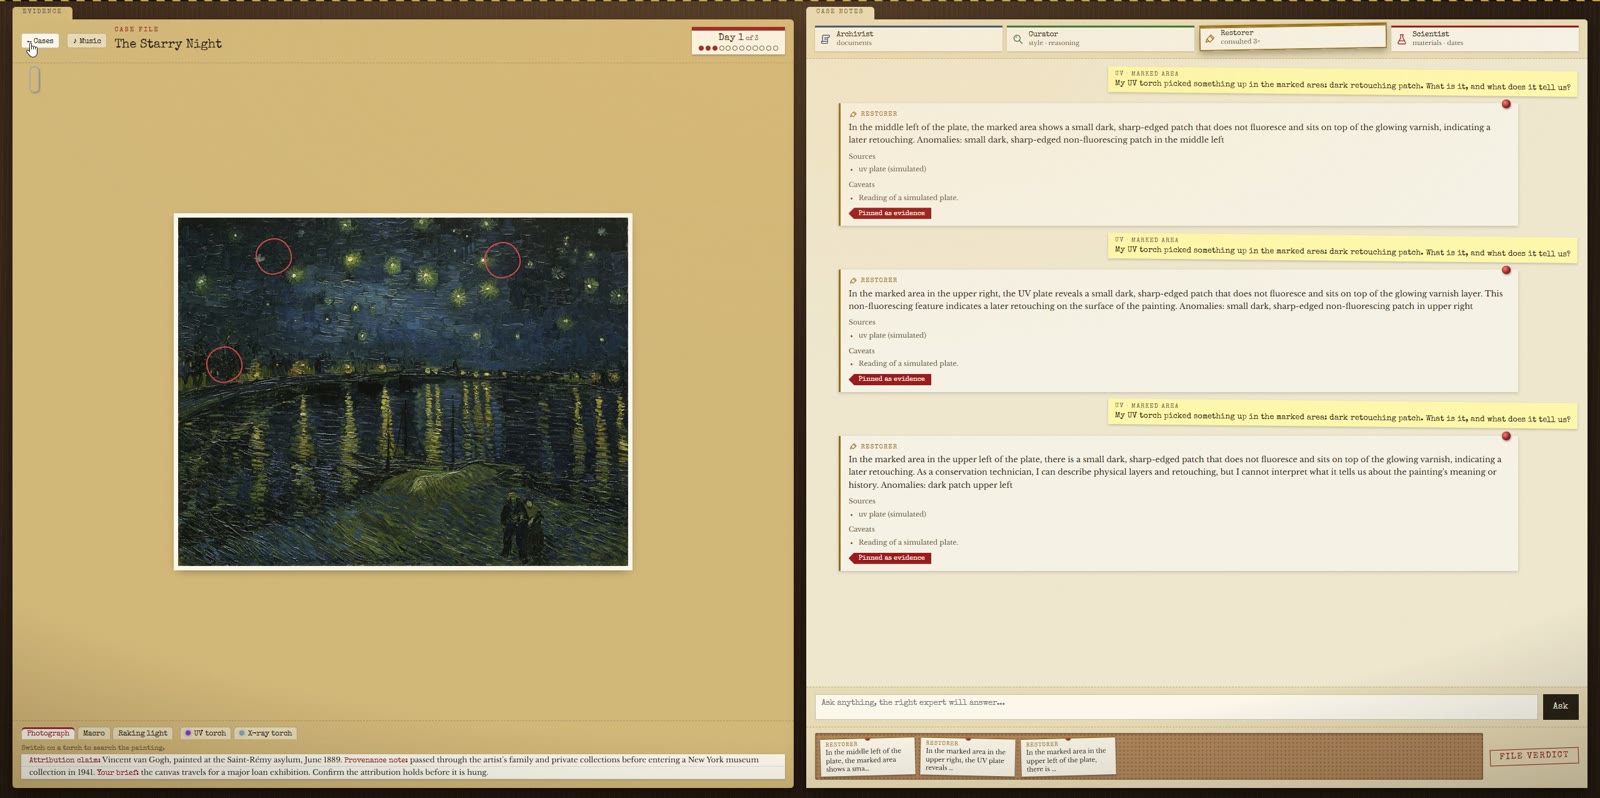 EVIDENCE
← Cases
♪ Music
CASE FILE
The Starry Night
Day 1 of 3
Photograph
Macro
Raking light
UV torch
X-ray torch
Switch on a torch to search the painting.
Attribution claim: Vincent van Gogh, painted at the Saint-Rémy asylum, June 1889. Provenance note: passed through the artist's family and private collections before entering a New York museum
collection in 1941. Your brief: the canvas travels for a major loan exhibition. Confirm the attribution holds before it is hung.
CASE NOTES
Archivist
documents
Curator
style · reasoning
Restorer
consulted 3×
Scientist
materials · dates
UV · MARKED AREA
My UV torch picked something up in the marked area: dark retouching patch. What is it, and what does it tell us?
RESTORER
In the middle left of the plate, the marked area shows a small dark, sharp-edged patch that does not fluoresce and sits on top of the glowing varnish, indicating a
later retouching. Anomalies: small dark, sharp-edged non-fluorescing patch in the middle left
Sources
• uv plate (simulated)
Caveats
• Reading of a simulated plate.
Pinned as evidence
UV · MARKED AREA
My UV torch picked something up in the marked area: dark retouching patch. What is it, and what does it tell us?
RESTORER
In the marked area in the upper right, the UV plate reveals a small dark, sharp-edged patch that does not fluoresce and sits on top of the glowing varnish layer. This
non-fluorescing feature indicates a later retouching on the surface of the painting. Anomalies: small dark, sharp-edged non-fluorescing patch in upper right
Sources
• uv plate (simulated)
Caveats
• Reading of a simulated plate.
Pinned as evidence
UV · MARKED AREA
My UV torch picked something up in the marked area: dark retouching patch. What is it, and what does it tell us?
RESTORER
In the marked area in the upper left of the plate, there is a small dark, sharp-edged patch that does not fluoresce and sits on top of the glowing varnish, indicating a
later retouching. As a conservation technician, I can describe physical layers and retouching, but I cannot interpret what it tells us about the painting's meaning or
history. Anomalies: dark patch upper left
Sources
• uv plate (simulated)
Caveats
• Reading of a simulated plate.
Pinned as evidence
Ask anything, the right expert will answer…
Ask
RESTORER
In the middle left of the
plate, the marked area
shows a sma…
RESTORER
In the marked area in the
upper right, the UV plate
reveals …
RESTORER
In the marked area in the
upper left of the plate,
there is …
FILE VERDICT